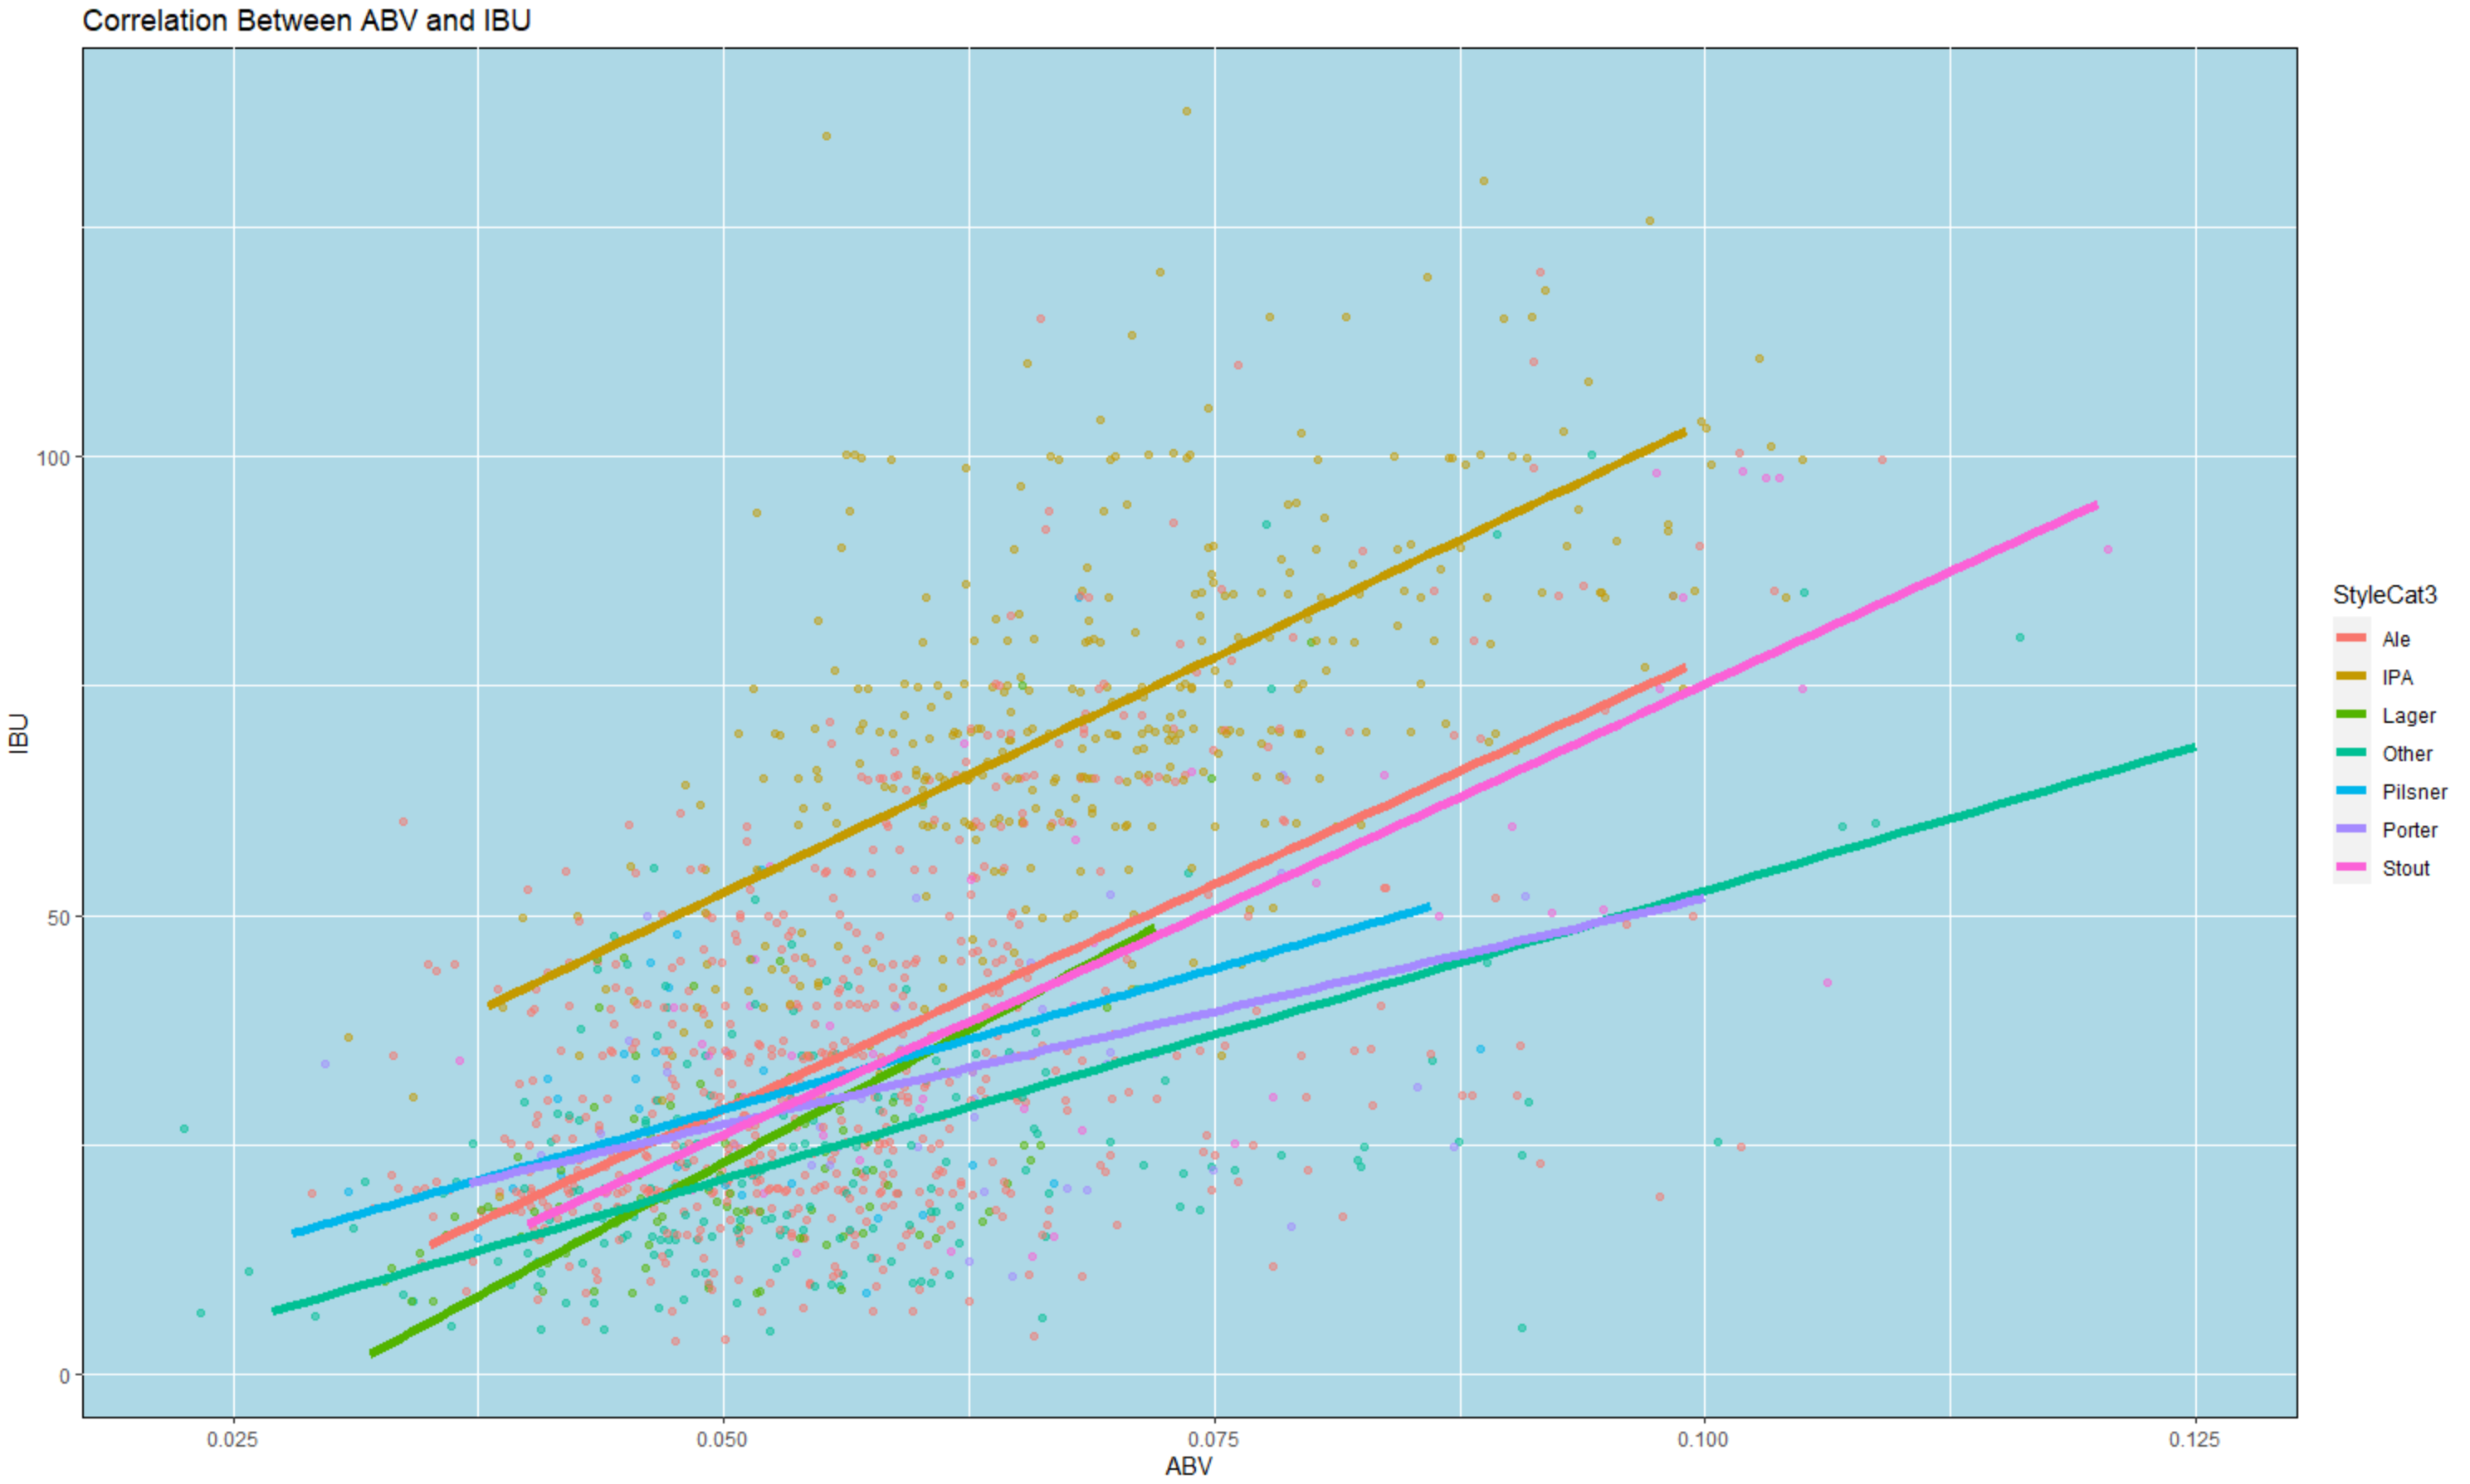 Correlation Between ABV and IBU
IBU
100
50
0
0.025
0.050
0.075
0.100
0.125
ABV
StyleCat3
Ale
IPA
Lager
Other
Pilsner
Porter
Stout